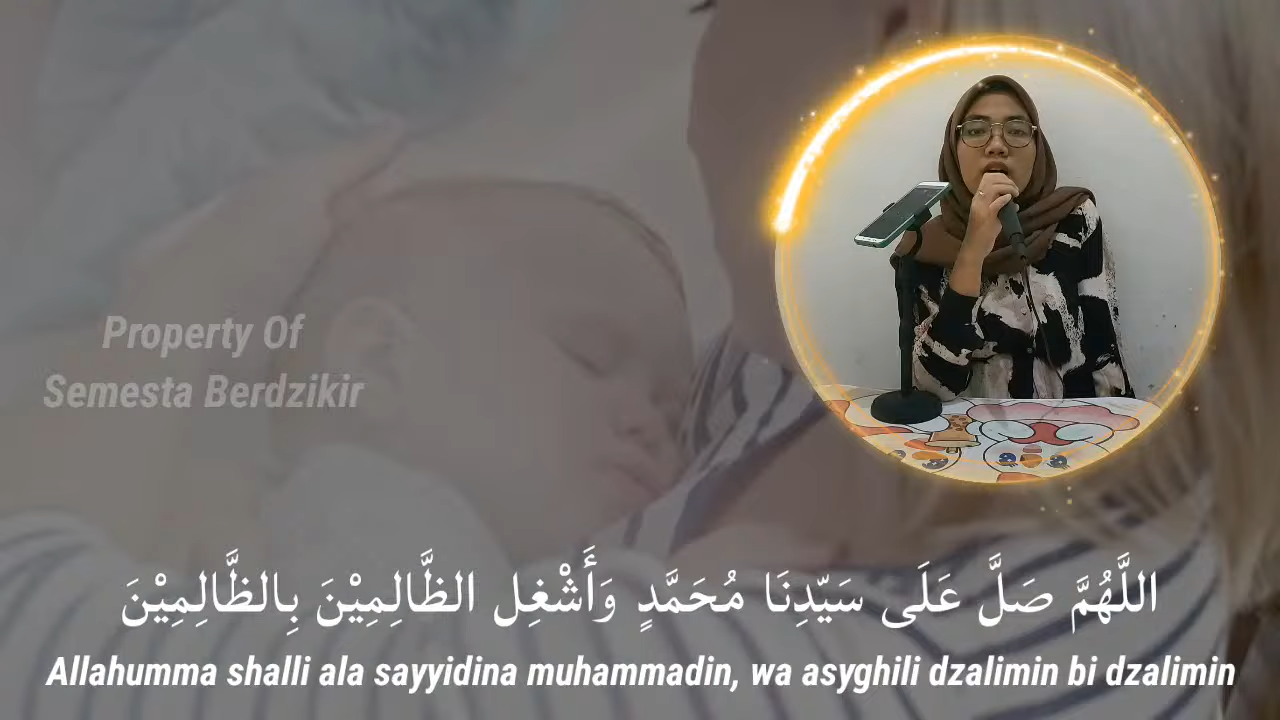 Property Of
Semesta Berdzikir
اللَّهُمَّ صَلَّ عَلَى سَيّدِنَا مُحَمَّدٍ وَأَشْغِل الظَّالِمِيْنَ بِالظَّالِمِيْنَ
Allahumma shalli ala sayyidina muhammadin, wa asyghili dzalimin bi dzalimin